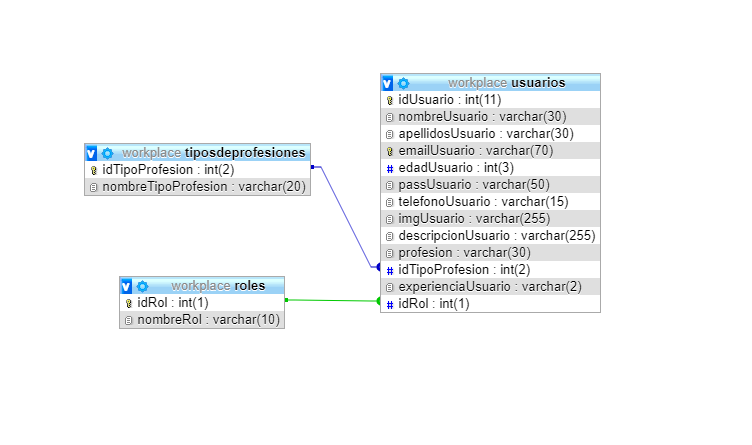 workplace usuarios
idUsuario : int(11)
nombreUsuario : varchar(30)
apellidosUsuario : varchar(30)
emailUsuario : varchar(70)
edadUsuario : int(3)
passUsuario : varchar(50)
telefonoUsuario : varchar(15)
imgUsuario : varchar(255)
descripcionUsuario : varchar(255)
profesion : varchar(30)
idTipoProfesion : int(2)
experienciaUsuario : varchar(2)
idRol : int(1)
workplace tiposdeprofesiones
idTipoProfesion : int(2)
nombreTipoProfesion : varchar(20)
workplace roles
idRol : int(1)
nombreRol : varchar(10)